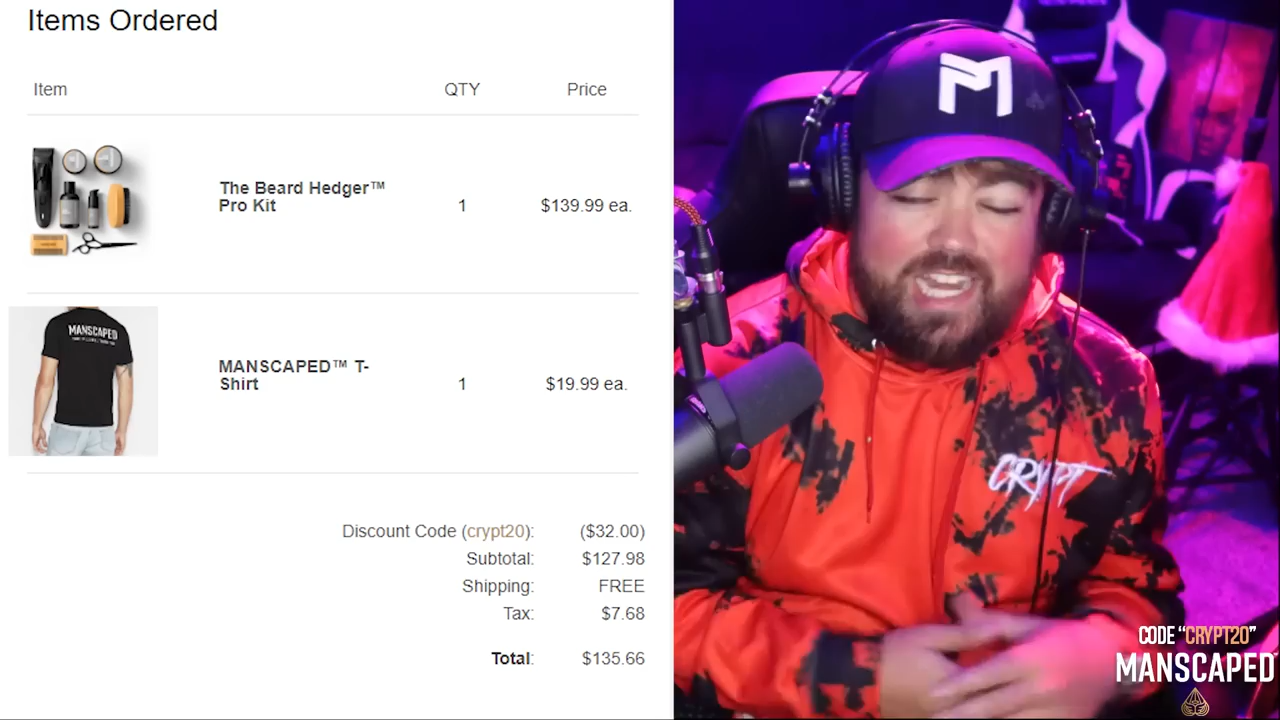 Items Ordered
Item QTY Price
The Beard Hedger™
Pro Kit
1 $139.99 ea.
MANSCAPED
MANSCAPED™ T-
Shirt
1 $19.99 ea.
Discount Code (crypt20): ($32.00)
Subtotal: $127.98
Shipping: FREE
Tax: $7.68
Total: $135.66
M
CRYPT
CODE “CRYPT20”
MANSCAPED